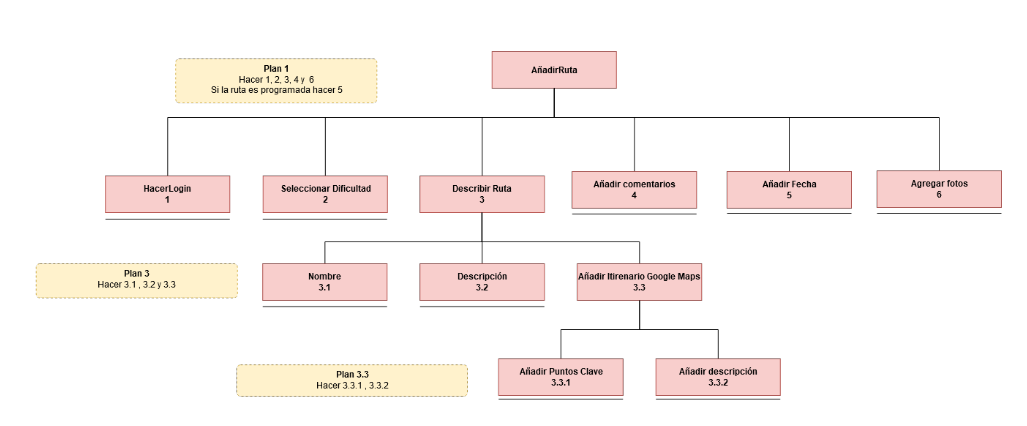 Plan 1
Hacer 1, 2, 3, 4 y 6
Si la ruta es programada hacer 5
AñadirRuta
HacerLogin
1
Seleccionar Dificultad
2
Describir Ruta
3
Añadir comentarios
4
Añadir Fecha
5
Agregar fotos
6
Plan 3
Hacer 3.1 , 3.2 y 3.3
Nombre
3.1
Descripción
3.2
Añadir Itirenario Google Maps
3.3
Plan 3.3
Hacer 3.3.1 , 3.3.2
Añadir Puntos Clave
3.3.1
Añadir descripción
3.3.2